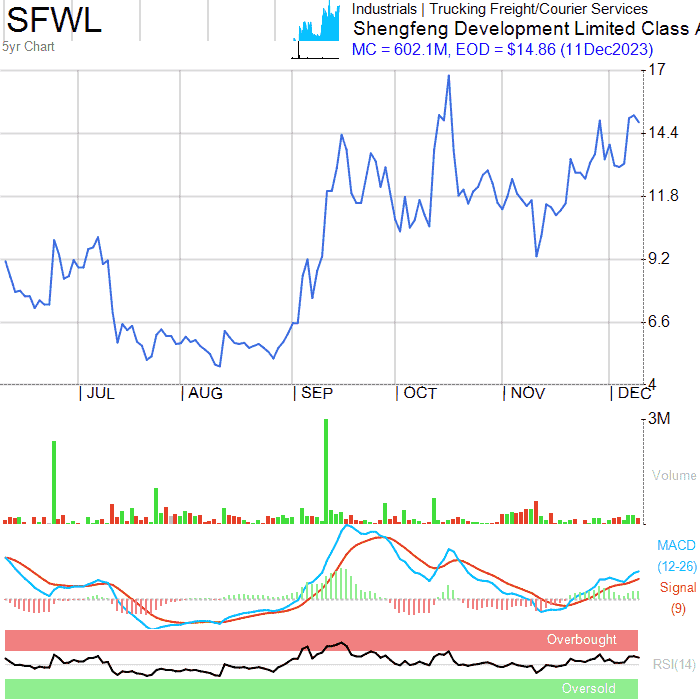 SFWL
5yr Chart
Industrials | Trucking Freight/Courier Services
Shengfeng Development Limited Class A
MC = 602.1M, EOD = $14.86 (11Dec2023)
17
14.4
11.8
9.2
6.6
4
| JUL | AUG | SEP | OCT | NOV | DEC
3M
Volume
MACD
(12-26)
Signal
(9)
Overbought
RSI(14)
Oversold